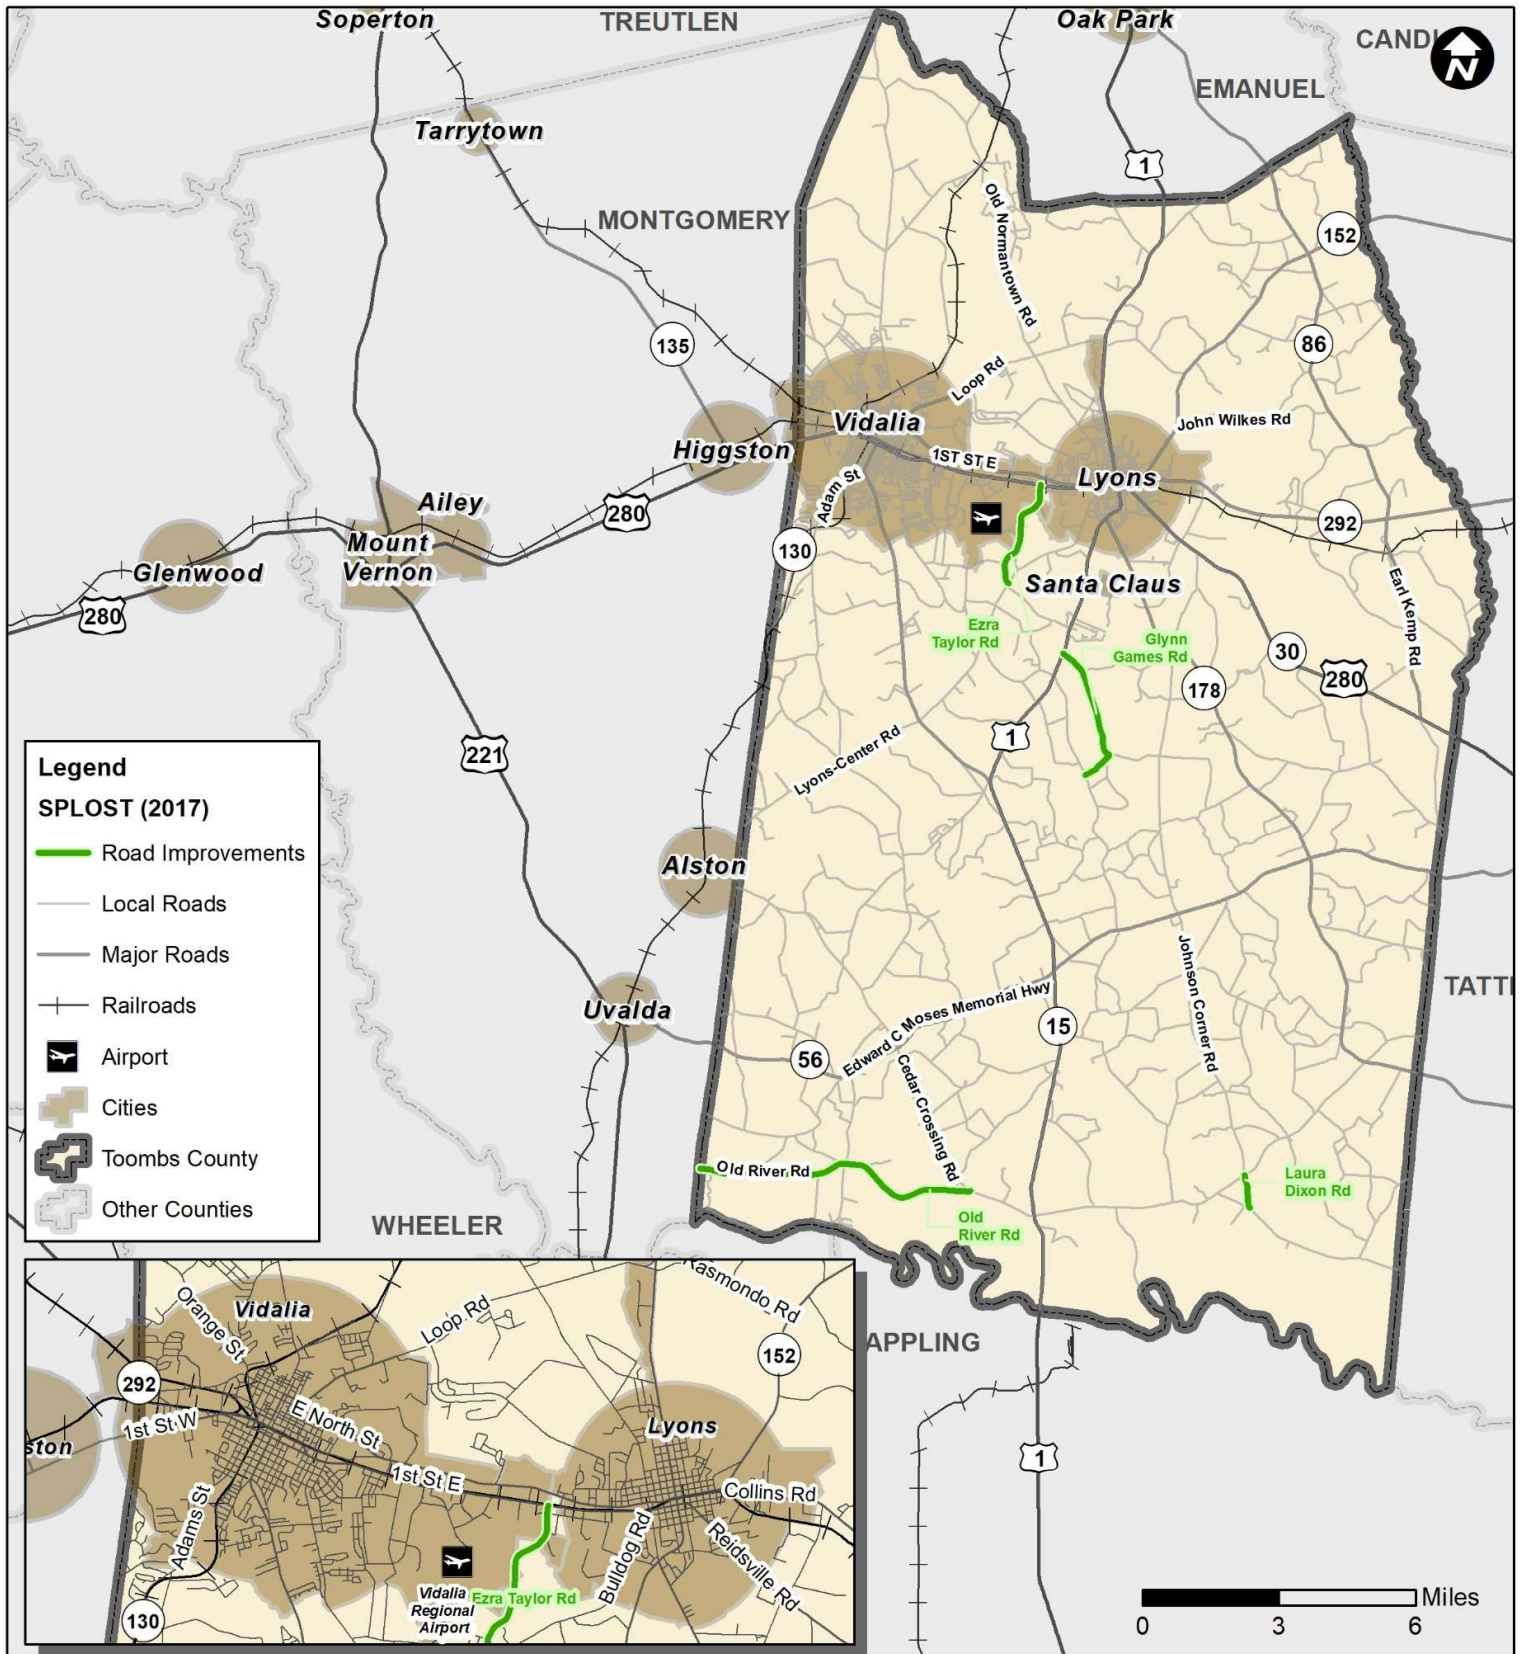 Soperton
TREUTLEN
Oak Park
CANDL
N
EMANUEL
Tarrytown
1
Old Normantown Rd
MONTGOMERY
152
135
86
Loop Rd
Vidalia
John Wilkes Rd
Higgston
1ST ST E
Lyons
Adam St
Ailey
280
292
Mount
Vernon
130
Glenwood
Santa Claus
Earl Kemp Rd
280
Ezra
Taylor Rd
Glynn
Games Rd
30
280
178
1
221
Lyons-Center Rd
Legend
SPLOST (2017)
Road Improvements
Local Roads
Major Roads
Railroads
Airport
Cities
Toombs County
Other Counties
Alston
Uvalda
Johnson Corner Rd
TATT
Edward C Moses Memorial Hwy
15
56
Cedar Crossing Rd
Old River Rd
Laura
Dixon Rd
Old
River Rd
WHEELER
APPLING
1
Vidalia
Orange St
Loop Rd
Rasmondo Rd
152
292
1st St W
E North St
Lyons
ston
1st St E
Collins Rd
Adams St
Bulldog Rd
Reidsville Rd
Vidalia
Regional
Airport
Ezra Taylor Rd
130
Miles
0 3 6